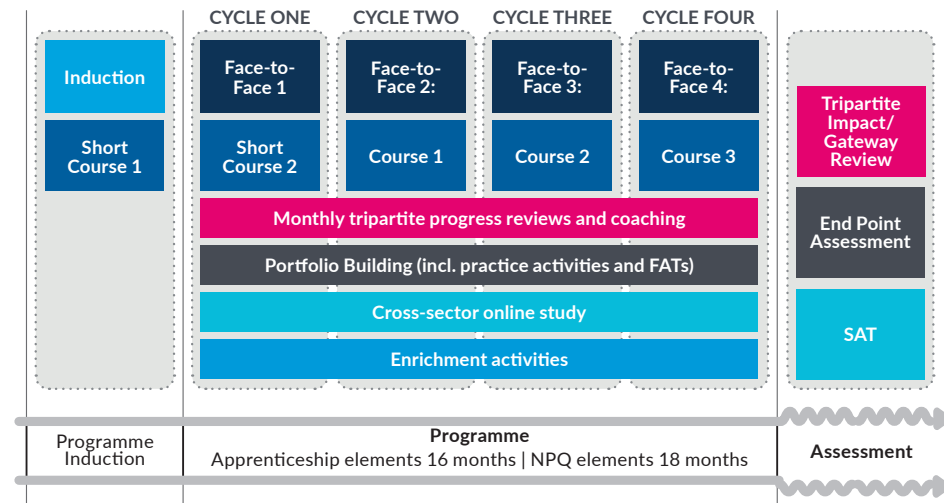 CYCLE ONE
CYCLE TWO
CYCLE THREE
CYCLE FOUR
Induction
Short
Course 1
Face-to-
Face 1
Short
Course 2
Face-to-
Face 2:
Course 1
Face-to-
Face 3:
Course 2
Face-to-
Face 4:
Course 3
Monthly tripartite progress reviews and coaching
Portfolio Building (incl. practice activities and FATs)
Cross-sector online study
Enrichment activities
Tripartite
Impact/
Gateway
Review
End Point
Assessment
SAT
Programme
Induction
Programme
Apprenticeship elements 16 months | NPQ elements 18 months
Assessment